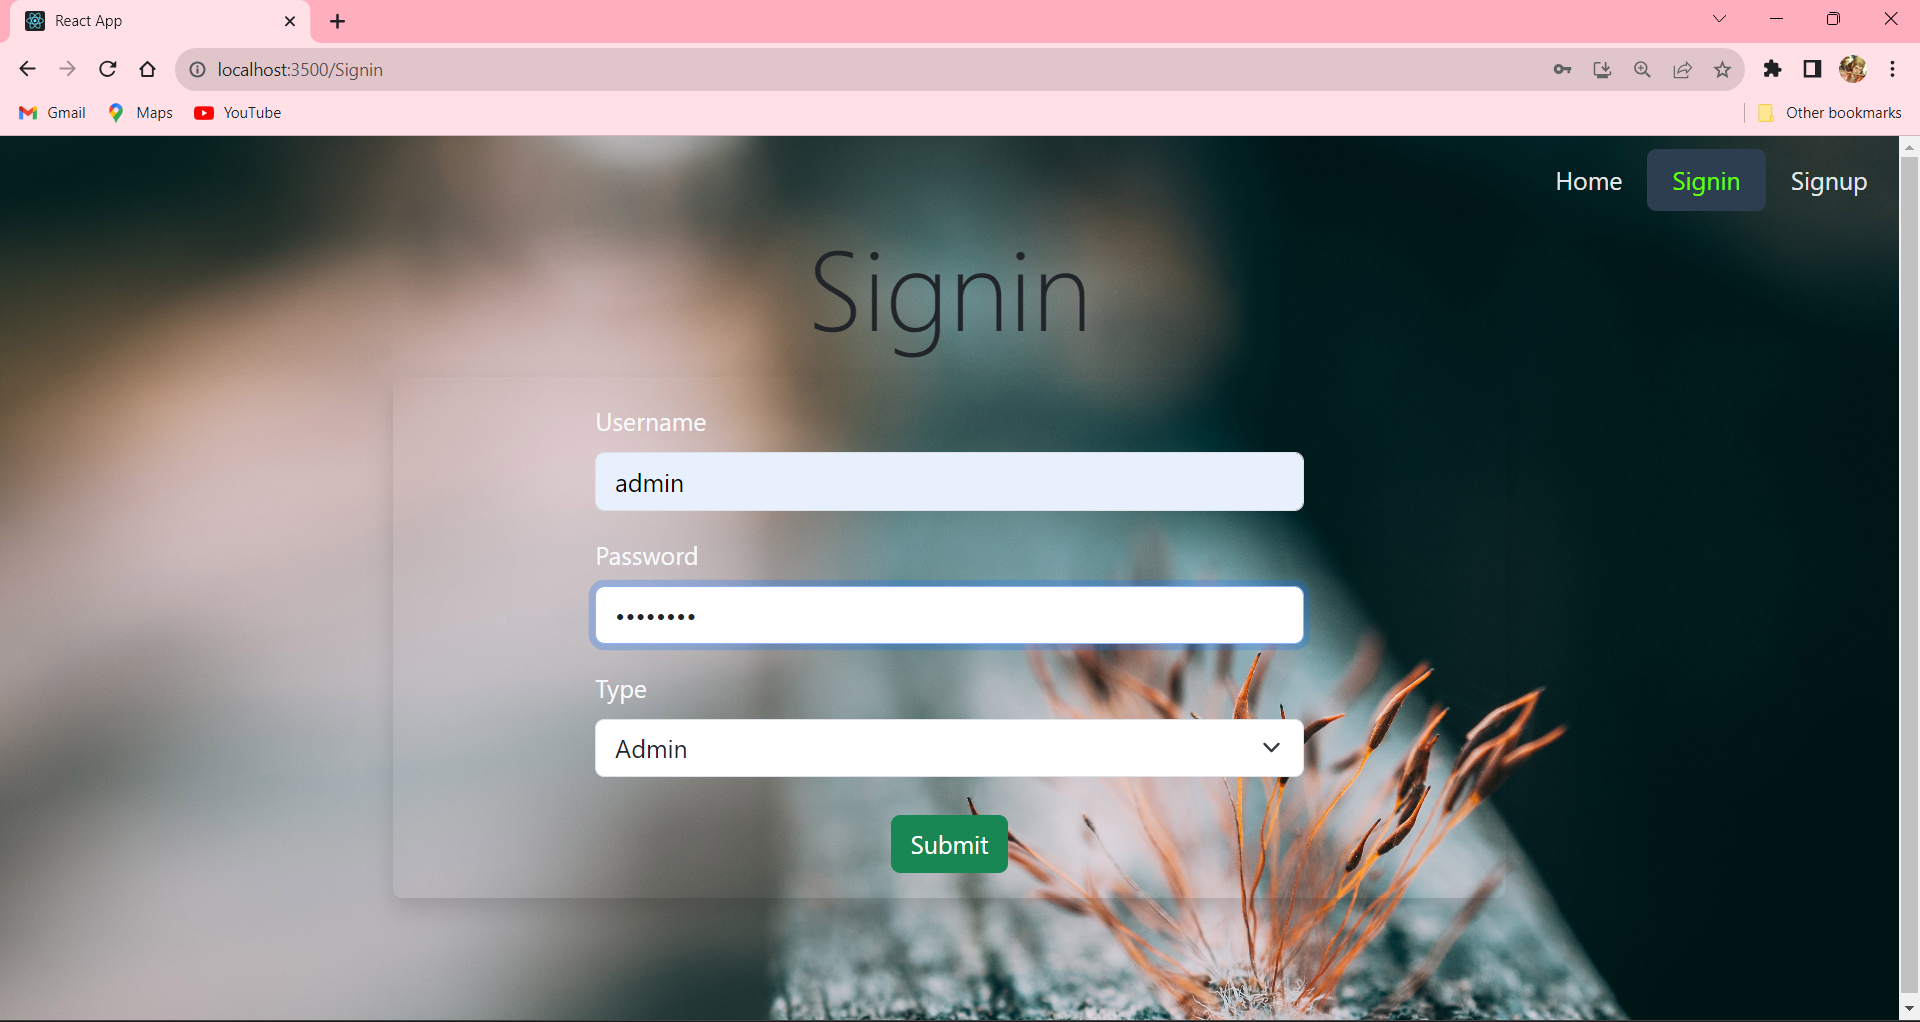 React App
localhost:3500/Signin
Gmail
Maps
YouTube
Other bookmarks
Home
Signin
Signup
Signin
Username
admin
Password
••••••••
Type
Admin
Submit